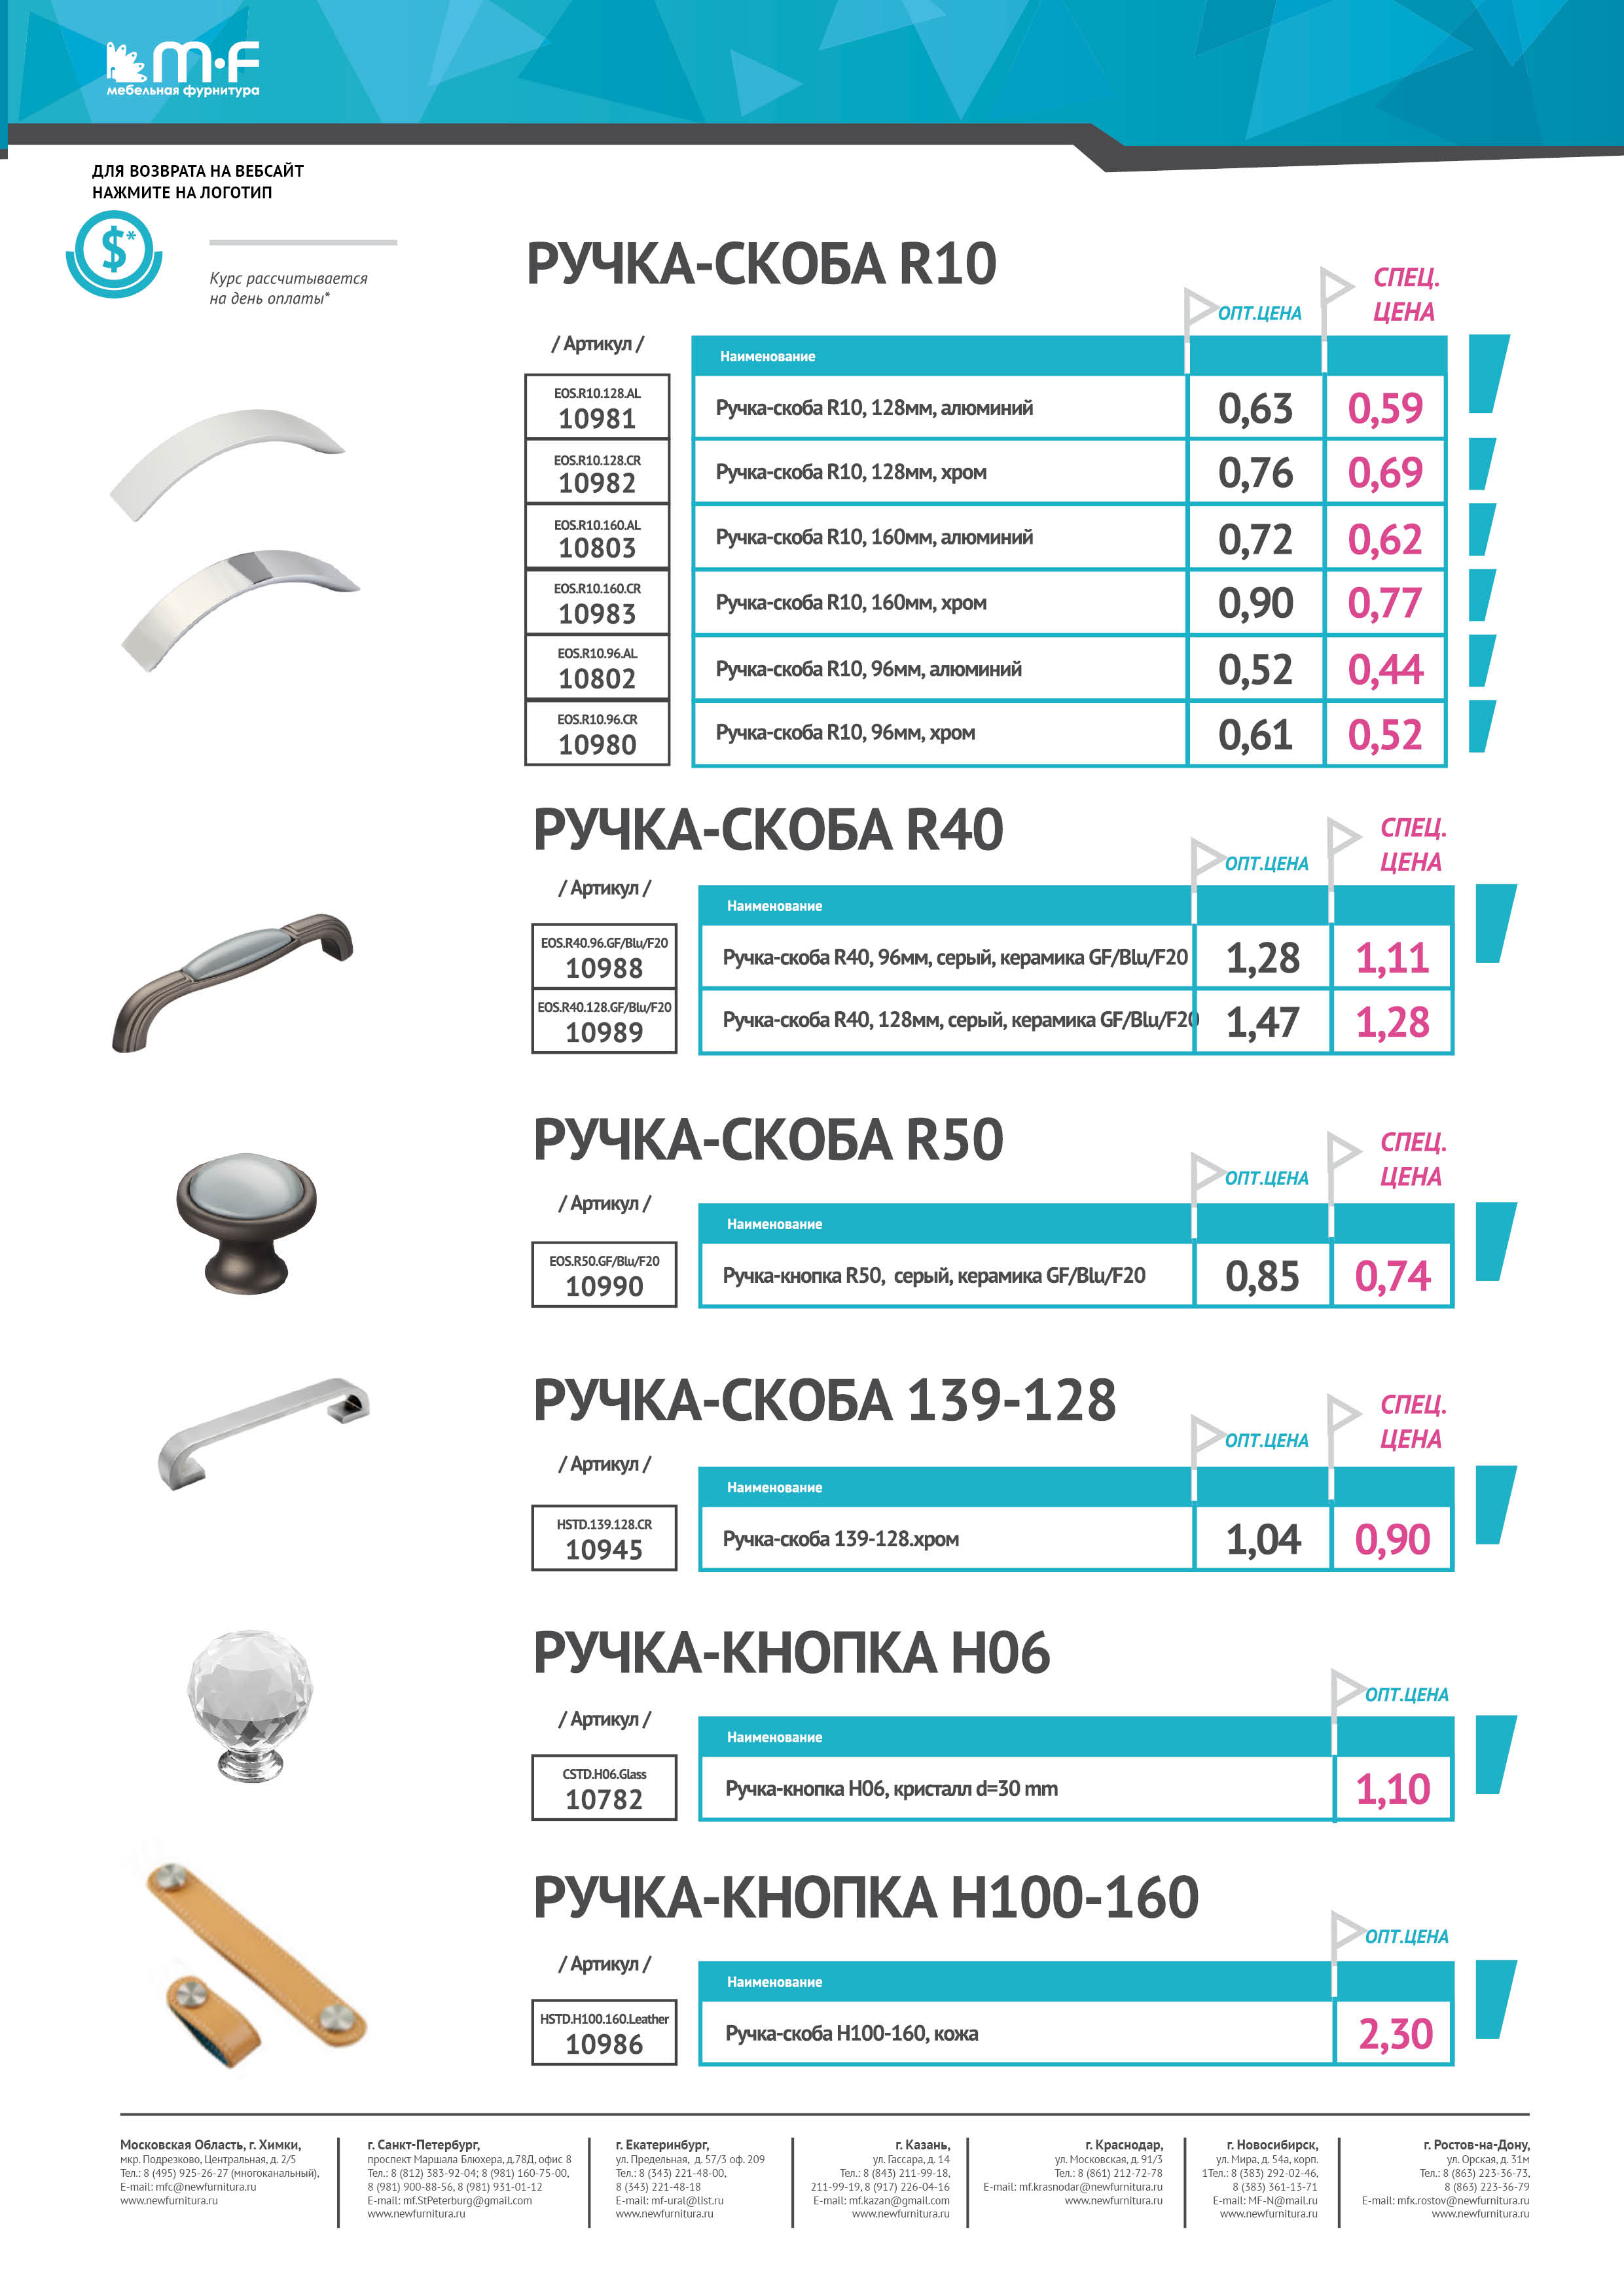 m·F
мебельная фурнитура
ДЛЯ ВОЗВРАТА НА ВЕБСАЙТ
НАЖМИТЕ НА ЛОГОТИП
$*
Курс рассчитывается
на день оплаты*
РУЧКА-СКОБА R10
ОПТ.ЦЕНА
СПЕЦ.
ЦЕНА
/ Артикул /
Наименование
EOS.R10.128.AL
10981
Ручка-скоба R10, 128мм, алюминий
0,63
0,59
EOS.R10.128.CR
10982
Ручка-скоба R10, 128мм, хром
0,76
0,69
EOS.R10.160.AL
10803
Ручка-скоба R10, 160мм, алюминий
0,72
0,62
EOS.R10.160.CR
10983
Ручка-скоба R10, 160мм, хром
0,90
0,77
EOS.R10.96.AL
10802
Ручка-скоба R10, 96мм, алюминий
0,52
0,44
EOS.R10.96.CR
10980
Ручка-скоба R10, 96мм, хром
0,61
0,52
РУЧКА-СКОБА R40
ОПТ.ЦЕНА
СПЕЦ.
ЦЕНА
/ Артикул /
Наименование
EOS.R40.96.GF/Blu/F20
10988
Ручка-скоба R40, 96мм, серый, керамика GF/Blu/F20
1,28
1,11
EOS.R40.128.GF/Blu/F20
10989
Ручка-скоба R40, 128мм, серый, керамика GF/Blu/F20
1,47
1,28
РУЧКА-СКОБА R50
ОПТ.ЦЕНА
СПЕЦ.
ЦЕНА
/ Артикул /
Наименование
EOS.R50.GF/Blu/F20
10990
Ручка-кнопка R50, серый, керамика GF/Blu/F20
0,85
0,74
РУЧКА-СКОБА 139-128
ОПТ.ЦЕНА
СПЕЦ.
ЦЕНА
/ Артикул /
Наименование
HSTD.139.128.CR
10945
Ручка-скоба 139-128.хром
1,04
0,90
РУЧКА-КНОПКА H06
ОПТ.ЦЕНА
/ Артикул /
Наименование
CSTD.H06.Glass
10782
Ручка-кнопка H06, кристалл d=30 mm
1,10
РУЧКА-КНОПКА H100-160
ОПТ.ЦЕНА
/ Артикул /
Наименование
HSTD.H100.160.Leather
10986
Ручка-скоба H100-160, кожа
2,30
Московская Область, г. Химки,
мкр. Подрезково, Центральная, д. 2/5
Тел.: 8 (495) 925-26-27 (многоканальный),
E-mail: mfc@newfurnitura.ru
www.newfurnitura.ru
г. Санкт-Петербург,
проспект Маршала Блюхера, д.78Д, офис 8
Тел.: 8 (812) 383-92-04; 8 (981) 160-75-00,
8 (981) 900-88-56, 8 (981) 931-01-12
E-mail: mf.StPeterburg@gmail.com
www.newfurnitura.ru
г. Екатеринбург,
ул. Предельная, д. 57/3 оф. 209
Тел.: 8 (343) 221-48-00,
8 (343) 221-48-18
E-mail: mf-ural@list.ru
www.newfurnitura.ru
г. Казань,
ул. Гассара, д. 14
Тел.: 8 (843) 211-99-18,
211-99-19, 8 (917) 226-04-16
E-mail: mf.kazan@gmail.com
www.newfurnitura.ru
г. Краснодар,
ул. Московская, д. 91/3
Тел.: 8 (861) 212-72-78
E-mail: mf.krasnodar@newfurnitura.ru
www.newfurnitura.ru
г. Новосибирск,
ул. Мира, д. 54а, корп.
1Тел.: 8 (383) 292-02-46,
8 (383) 361-13-71
E-mail: MF-N@mail.ru
www.newfurnitura.ru
г. Ростов-на-Дону,
ул. Орская, д. 31м
Тел.: 8 (863) 223-36-73,
8 (863) 223-36-79
E-mail: mfk.rostov@newfurnitura.ru
www.newfurnitura.ru